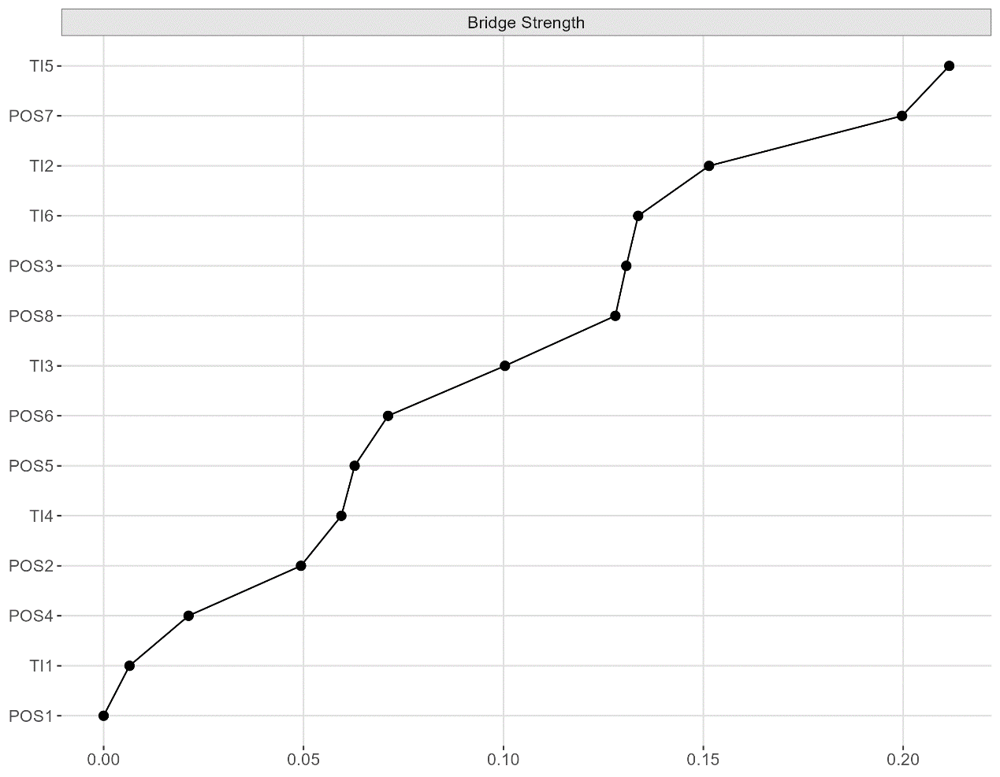 Bridge Strength
TI5
POS7
TI2
TI6
POS3
POS8
TI3
POS6
POS5
TI4
POS2
POS4
TI1
POS1
0.00 0.05 0.10 0.15 0.20